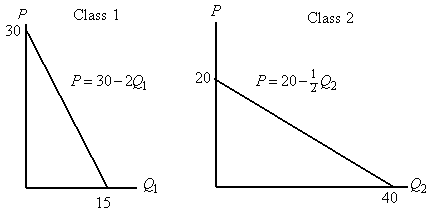 Class 1
P
30
P = 30 – 2Q₁
Q₁
15
Class 2
P
20
P = 20 – ½Q₂
Q₂
40